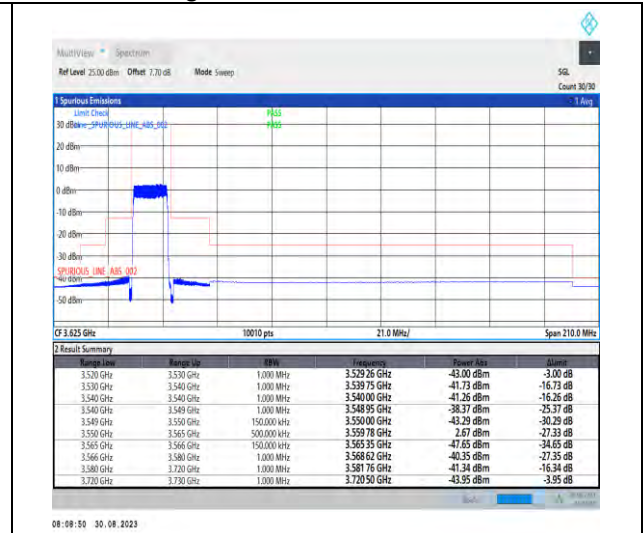 MultiView Spectrum
Ref Level 25.00 dBm Offset 7.70 dB Mode Sweep SGL
Count 30/30
1 Spurious Emissions 1 Avg
Limit Check PASS
30 dBm Line _SPURIOUS_LINE_ABS_002 PASS
20 dBm
10 dBm
0 dBm
-10 dBm
-20 dBm
-30 dBm
SPURIOUS_LINE_ABS_002
-40 dBm
-50 dBm
CF 3.625 GHz 10010 pts 21.0 MHz/ Span 210.0 MHz
2 Result Summary
Range Low Range Up RBW Frequency Power Abs ΔLimit
3.520 GHz 3.530 GHz 1.000 MHz 3.529 26 GHz -43.00 dBm -3.00 dB
3.530 GHz 3.540 GHz 1.000 MHz 3.539 75 GHz -41.73 dBm -16.73 dB
3.540 GHz 3.540 GHz 1.000 MHz 3.540 00 GHz -41.26 dBm -16.26 dB
3.540 GHz 3.549 GHz 1.000 MHz 3.548 95 GHz -38.37 dBm -25.37 dB
3.549 GHz 3.550 GHz 150.000 kHz 3.550 00 GHz -43.29 dBm -30.29 dB
3.550 GHz 3.565 GHz 500.000 kHz 3.559 78 GHz 2.67 dBm -27.33 dB
3.565 GHz 3.566 GHz 150.000 kHz 3.565 35 GHz -47.65 dBm -34.65 dB
3.566 GHz 3.580 GHz 1.000 MHz 3.568 62 GHz -40.35 dBm -27.35 dB
3.580 GHz 3.720 GHz 1.000 MHz 3.581 76 GHz -41.34 dBm -16.34 dB
3.720 GHz 3.730 GHz 1.000 MHz 3.720 50 GHz -43.95 dBm -3.95 dB
08:08:50 30.08.2023